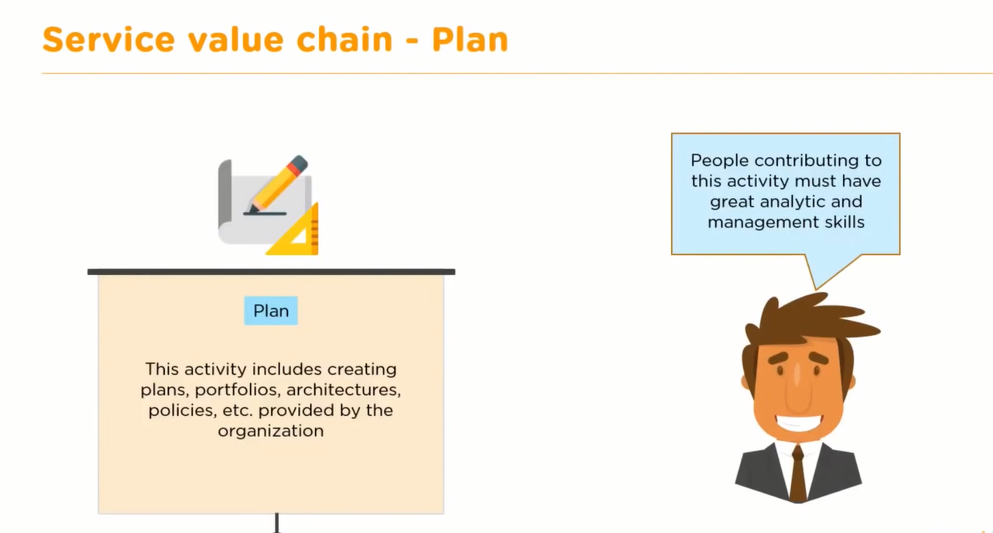 Service value chain - Plan
People contributing to
this activity must have
great analytic and
management skills
Plan
This activity includes creating
plans, portfolios, architectures,
policies, etc. provided by the
organization